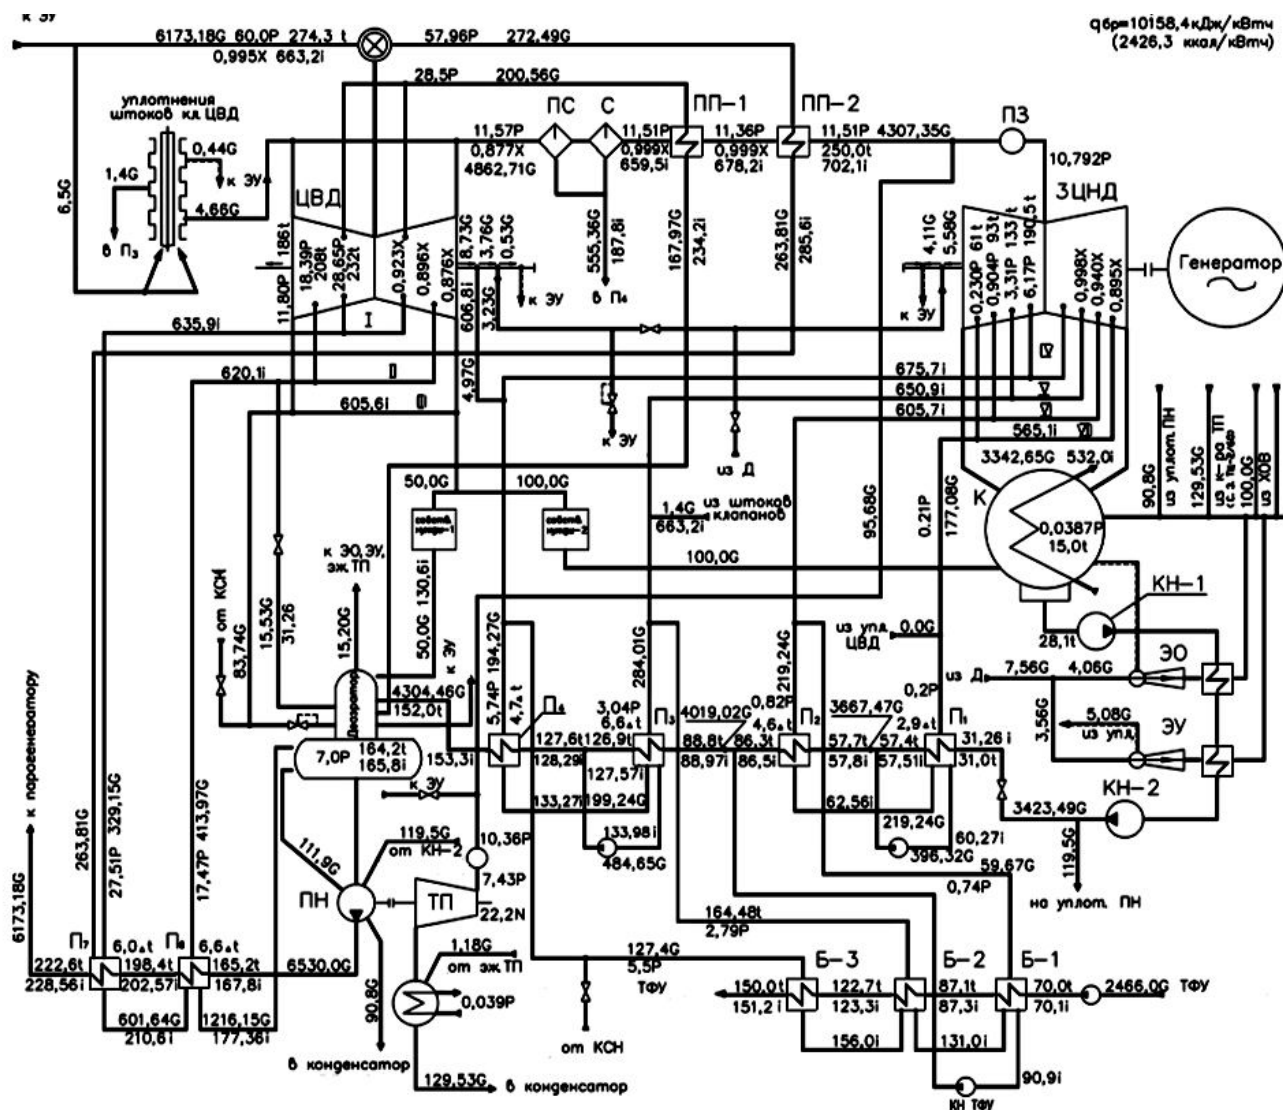 к ЭУ
6173,18G 60.0P 274,3 t
0,995X 663,2i
57,96P 272,49G
qбр=10158,4кДж/кВтч
(2426,3 ккал/кВтч)
28,5P 200,56G
уплотнения
штоков кл.ЦВД
ПС
С
ПП-1
ПП-2
ПЗ
11,57P
0,877X
4862,71G
11,51P
0,999X
659,5i
11,36P
0,999X
678,2i
11,51P 4307,35G
250,0t
702,1i
10,792P
0,44G
к ЭУ
1,4G
в П₃
4,66G
6,5G
ЦВД
3ЦНД
Генератор
186t
11,80P
18,39P
208t
28,65P
232t
0,923X
0,896X
0,876X
I
606,8i
8,73G
3,76G
0,53G
3,23G
к ЭУ
555,36G
187,8i
в П₄
167,97G
234,2i
263,81G
285,6i
4,11G
5,58G
к ЭУ
0,230P 61t
0,904P 93t
3,31P 133t
6,17P 190,5t
0,998X
0,940X
0,895X
635,9i
620,1i
II
605,6i
III
4,97G
к ЭУ
из Д
675,7i
IV
650,9i
V
605,7i
VI
565,1i
VII
3342,65G
532,0i
К
0,0387P
15,0t
90,8G
из уплот. ПН
129,53G
из к-ра ТП
100,0G
из ХОВ
50,0G
100,0G
1,4G
663,2i
из штоков
клапанов
95,68G
0.21P
177,08G
100,0G
КН-1
28,1t
из упл.
ЦВД
0,0G
к ЭО,ЭУ,
эж.ТП
от КСН
83,74G
15,53G
31,26
15,20G
50,0G 130,6i
к ЭУ
194,27G
284,01G
219,24G
из Д
7,56G
4,06G
ЭО
3,56G
5,08G
из упл.
ЭУ
КН-2
к парогенератору
Деаэратор
4304,46G
152,0t
7,0P
164,2t
165,8i
153,3i
к ЭУ
5,74P
4,7▵t
П₄
127,6t
128,29i
3,04P
6,6▵t
126,9t
127,57i
П₃
4019,02G
88,8t
88,97i
0,82P
4,6▵t
86,3t
86,5i
П₂
3667,47G
57,7t
57,8i
0,2P
2,9▵t
57,4t
57,51i
П₁
31,26 i
31,0t
133,27i
199,24G
133,98i
484,65G
62,56i
219,24G
60,27i
396,32G
3423,49G
119,5G
на уплот. ПН
263,81G
27,51P 329,15G
17,47P 413,97G
111,9G
119,5G
от КН-2
10,36P
ПН
ТП
7,43P
22,2N
59,67G
0,74P
164,48t
2,79P
6173,18G
П₇
6,0▵t
П₆
6,6▵t
222,6t
228,56i
198,4t
202,57i
165,2t
167,8i
6530,0G
601,64G
210,6i
1216,15G
177,36i
90,8G
в конденсатор
1,18G
от эж.ТП
0,039P
129,53G
в конденсатор
127,4G
5,5P
ТФУ
от КСН
Б-3
Б-2
Б-1
150,0t
151,2 i
122,7t
123,3i
87,1t
87,3i
70,0t
70,1i
2466,0G
ТФУ
156,0i
131,0i
90,9i
КН ТФУ